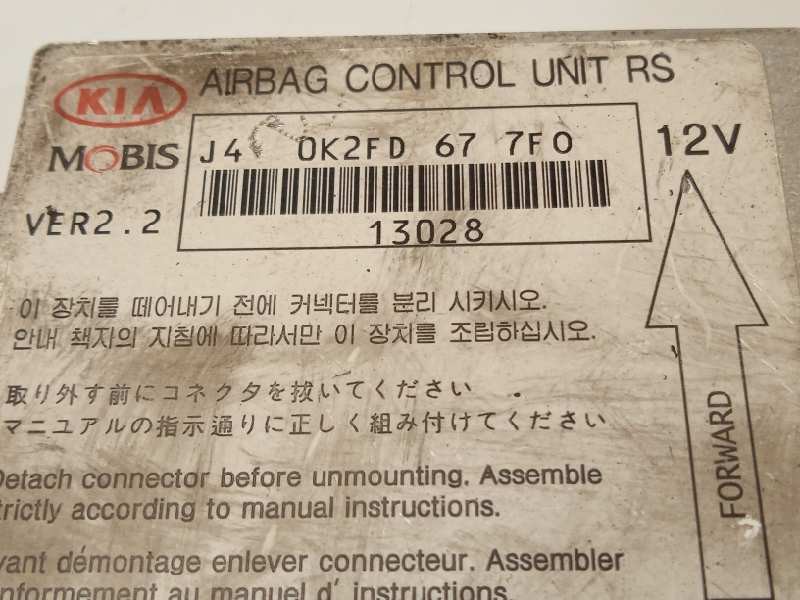 KIA AIRBAG CONTROL UNIT RS
MOBIS J4 0K2FD 67 7F0 12V
VER2.2 13028
이 장치를 떼어내기 전에 커넥터를 분리 시키시오.
안내 책자의 지침에 따라서만 이 장치를 조립하십시오.
取り外す前にコネクタを抜いてください .
マニュアルの指示通りに正しく組み付けてください
FORWARD
Detach connector before unmounting. Assemble
strictly according to manual instructions.
démontage enlever connecteur. Assembler
au manuel d' instructions.